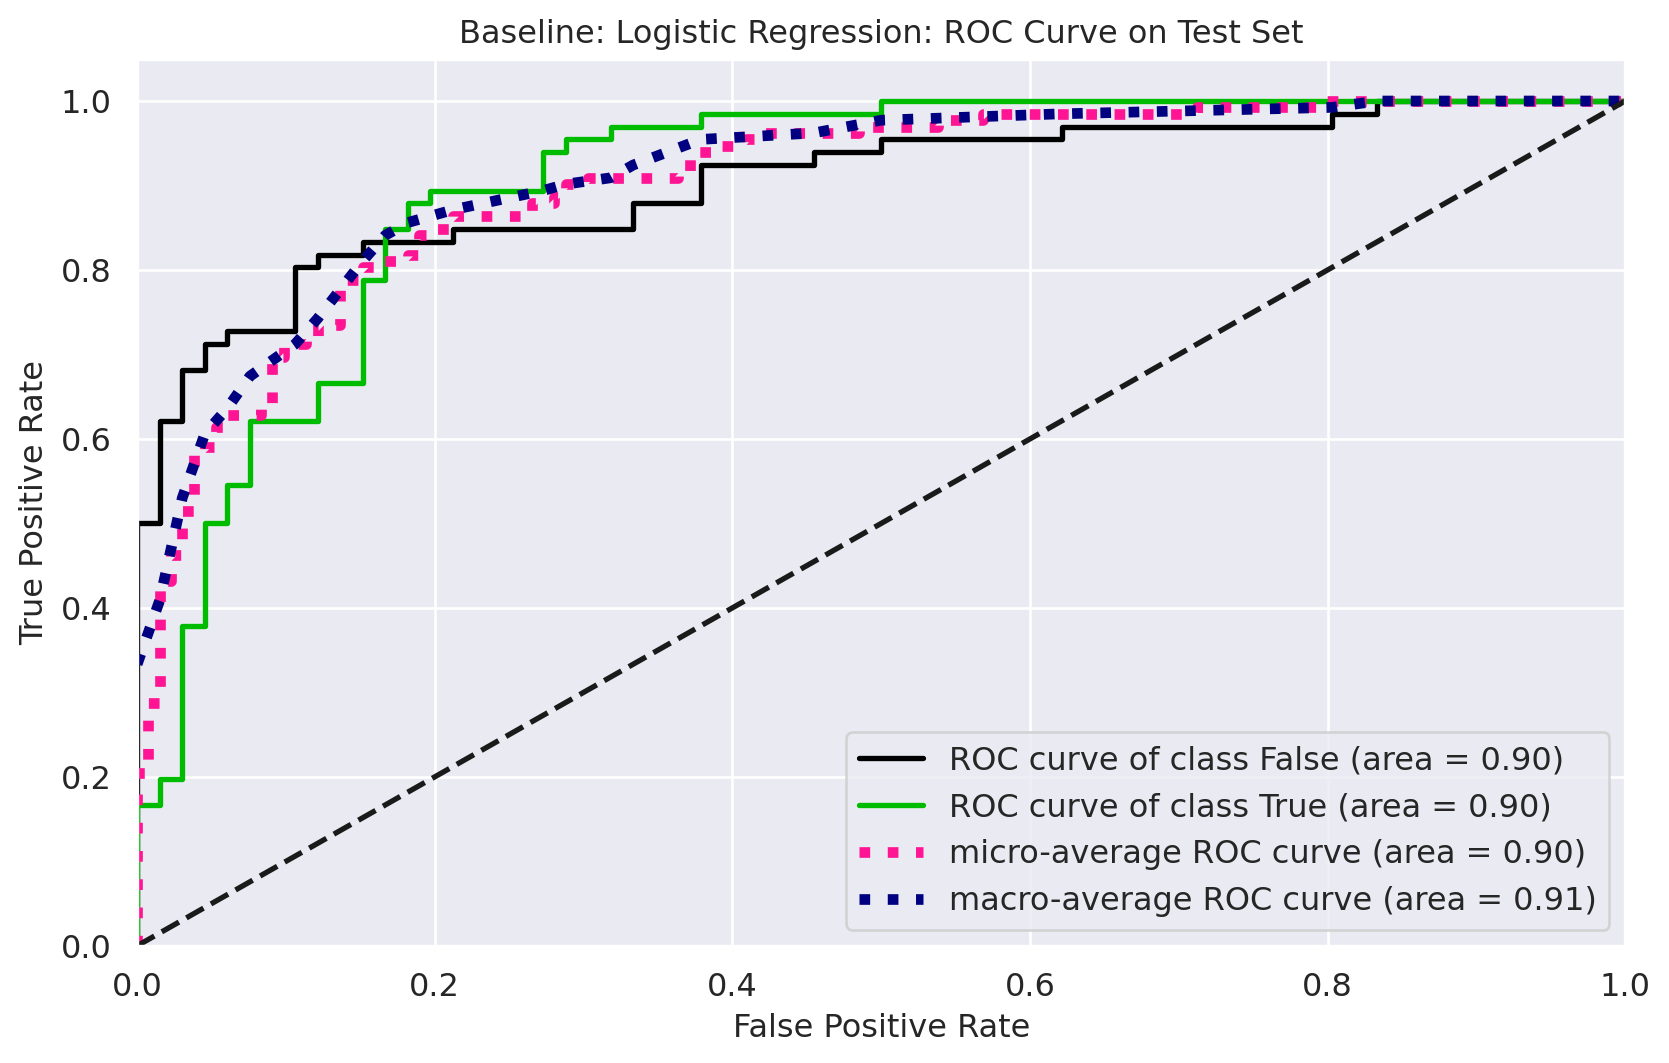 Baseline: Logistic Regression: ROC Curve on Test Set
1.0
0.8
0.6
0.4
0.2
0.0
True Positive Rate
ROC curve of class False (area = 0.90)
ROC curve of class True (area = 0.90)
micro-average ROC curve (area = 0.90)
macro-average ROC curve (area = 0.91)
0.0 0.2 0.4 0.6 0.8 1.0
False Positive Rate